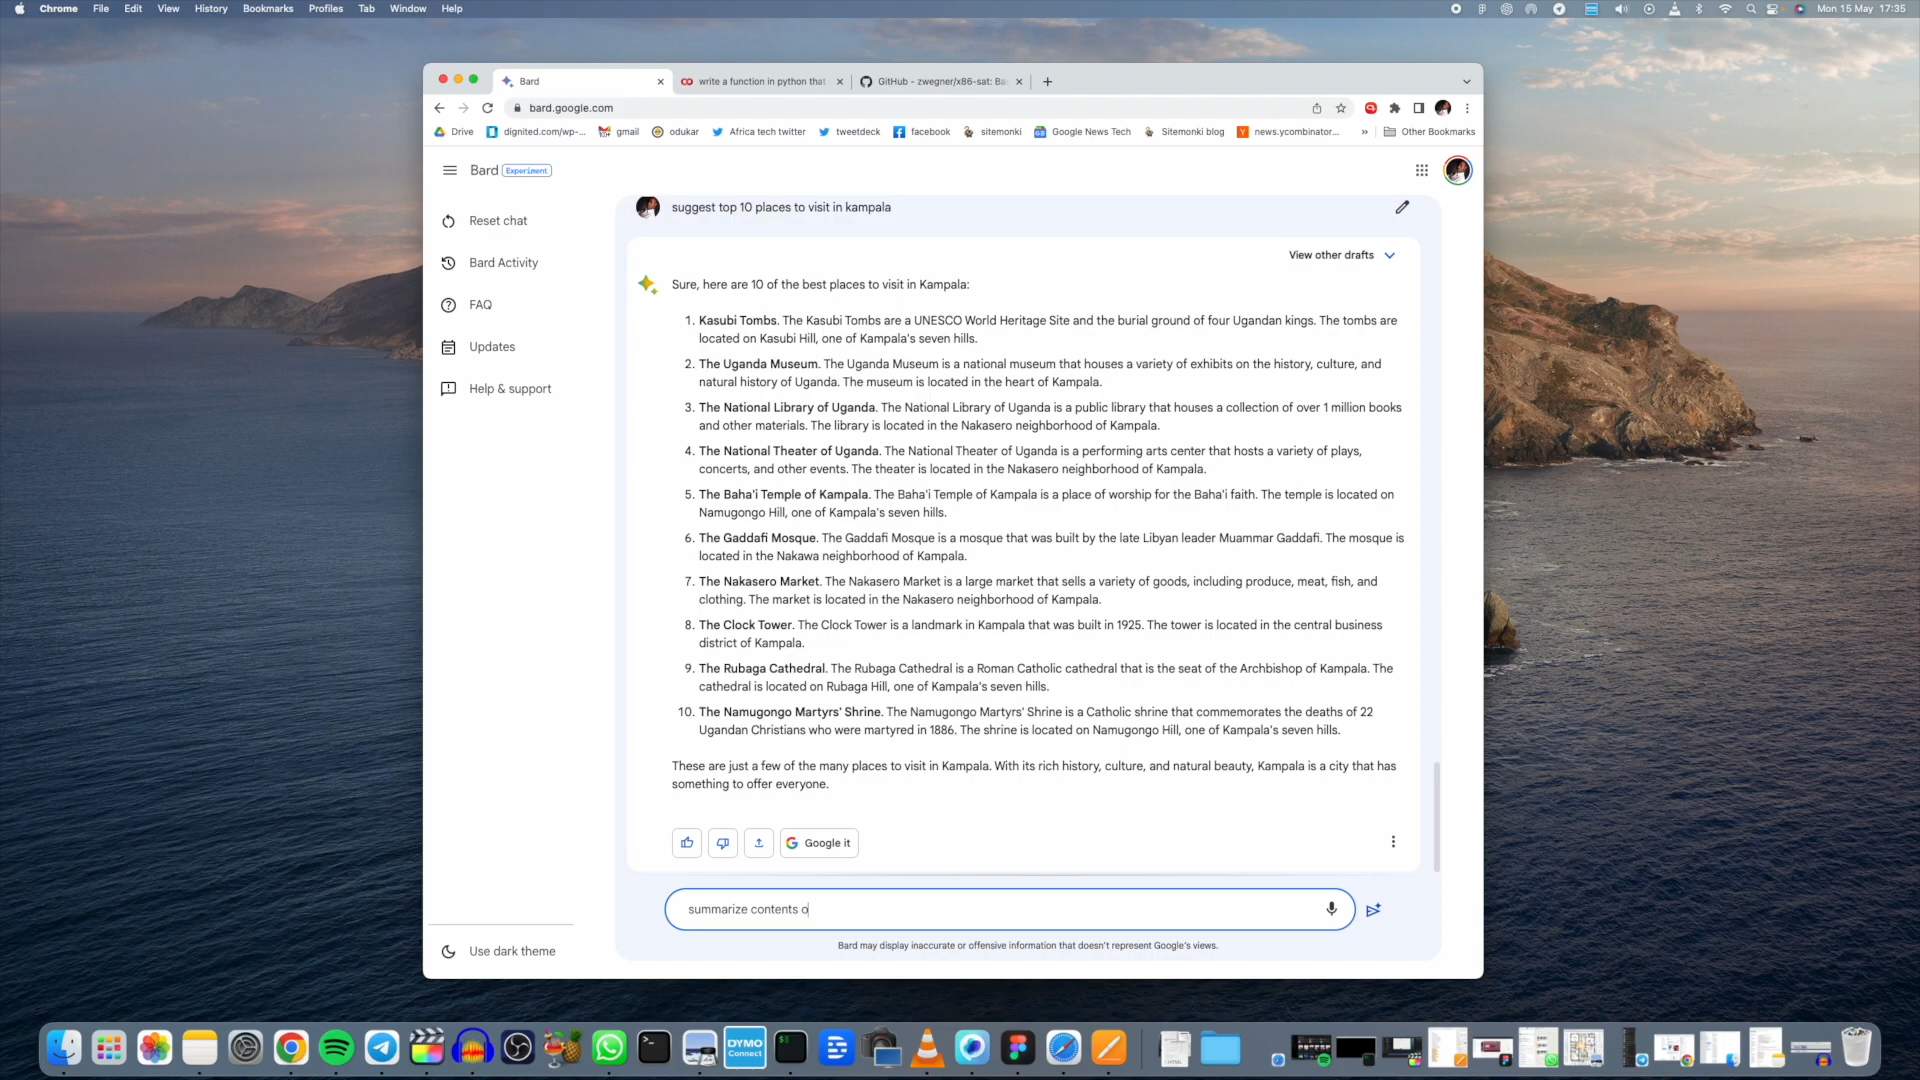 Chrome File Edit View History Bookmarks Profiles Tab Window Help
Mon 15 May 17:35
Bard
write a function in python that
GitHub - zwegner/x86-sat: Ba
bard.google.com
Drive
dignited.com/wp-...
gmail
odukar
Africa tech twitter
tweetdeck
facebook
sitemonki
Google News Tech
Sitemonki blog
news.ycombinator...
»
Other Bookmarks
Bard Experiment
Reset chat
Bard Activity
FAQ
Updates
Help & support
Use dark theme
suggest top 10 places to visit in kampala
View other drafts
Sure, here are 10 of the best places to visit in Kampala:
1. Kasubi Tombs. The Kasubi Tombs are a UNESCO World Heritage Site and the burial ground of four Ugandan kings. The tombs are
located on Kasubi Hill, one of Kampala's seven hills.
2. The Uganda Museum. The Uganda Museum is a national museum that houses a variety of exhibits on the history, culture, and
natural history of Uganda. The museum is located in the heart of Kampala.
3. The National Library of Uganda. The National Library of Uganda is a public library that houses a collection of over 1 million books
and other materials. The library is located in the Nakasero neighborhood of Kampala.
4. The National Theater of Uganda. The National Theater of Uganda is a performing arts center that hosts a variety of plays,
concerts, and other events. The theater is located in the Nakasero neighborhood of Kampala.
5. The Baha'i Temple of Kampala. The Baha'i Temple of Kampala is a place of worship for the Baha'i faith. The temple is located on
Namugongo Hill, one of Kampala's seven hills.
6. The Gaddafi Mosque. The Gaddafi Mosque is a mosque that was built by the late Libyan leader Muammar Gaddafi. The mosque is
located in the Nakawa neighborhood of Kampala.
7. The Nakasero Market. The Nakasero Market is a large market that sells a variety of goods, including produce, meat, fish, and
clothing. The market is located in the Nakasero neighborhood of Kampala.
8. The Clock Tower. The Clock Tower is a landmark in Kampala that was built in 1925. The tower is located in the central business
district of Kampala.
9. The Rubaga Cathedral. The Rubaga Cathedral is a Roman Catholic cathedral that is the seat of the Archbishop of Kampala. The
cathedral is located on Rubaga Hill, one of Kampala's seven hills.
10. The Namugongo Martyrs' Shrine. The Namugongo Martyrs' Shrine is a Catholic shrine that commemorates the deaths of 22
Ugandan Christians who were martyred in 1886. The shrine is located on Namugongo Hill, one of Kampala's seven hills.
These are just a few of the many places to visit in Kampala. With its rich history, culture, and natural beauty, Kampala is a city that has
something to offer everyone.
Google it
summarize contents o
Bard may display inaccurate or offensive information that doesn't represent Google's views.
DYMO
Connect
HTML